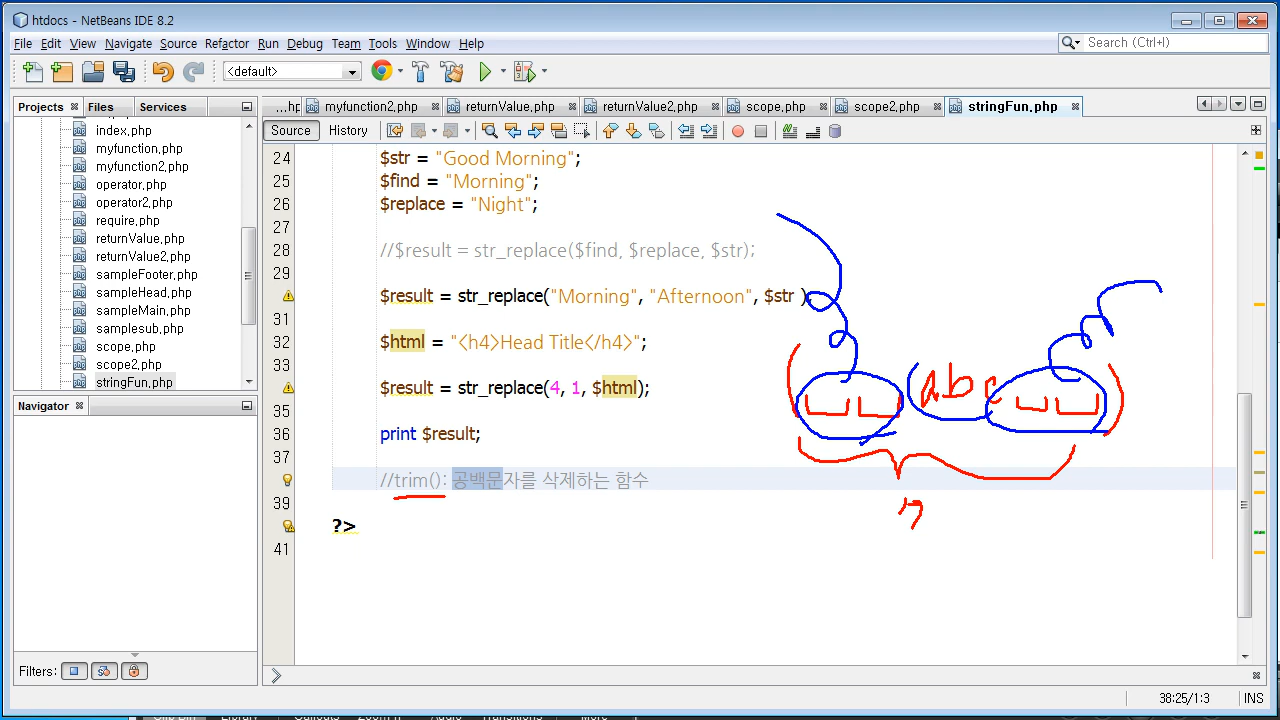 htdocs - NetBeans IDE 8.2
File Edit View Navigate Source Refactor Run Debug Team Tools Window Help
Search (Ctrl+I)
<default>
Projects Files Services
...hp myfunction2.php returnValue.php returnValue2.php scope.php scope2.php stringFun.php
Source History
index.php
myfunction.php
myfunction2.php
operator.php
operator2.php
require.php
returnValue.php
returnValue2.php
sampleFooter.php
sampleHead.php
sampleMain.php
samplesub.php
scope.php
scope2.php
stringFun.php
Navigator
Filters:
24 $str = "Good Morning";
25 $find = "Morning";
26 $replace = "Night";
27
28 //$result = str_replace($find, $replace, $str);
29
$result = str_replace("Morning", "Afternoon", $str )
31
32 $html = "<h4>Head Title</h4>";
33
$result = str_replace(4, 1, $html);
35
36 print $result;
37
//trim(): 공백문자를 삭제하는 함수
39
?>
41
abc
7
38:25/1:3 INS